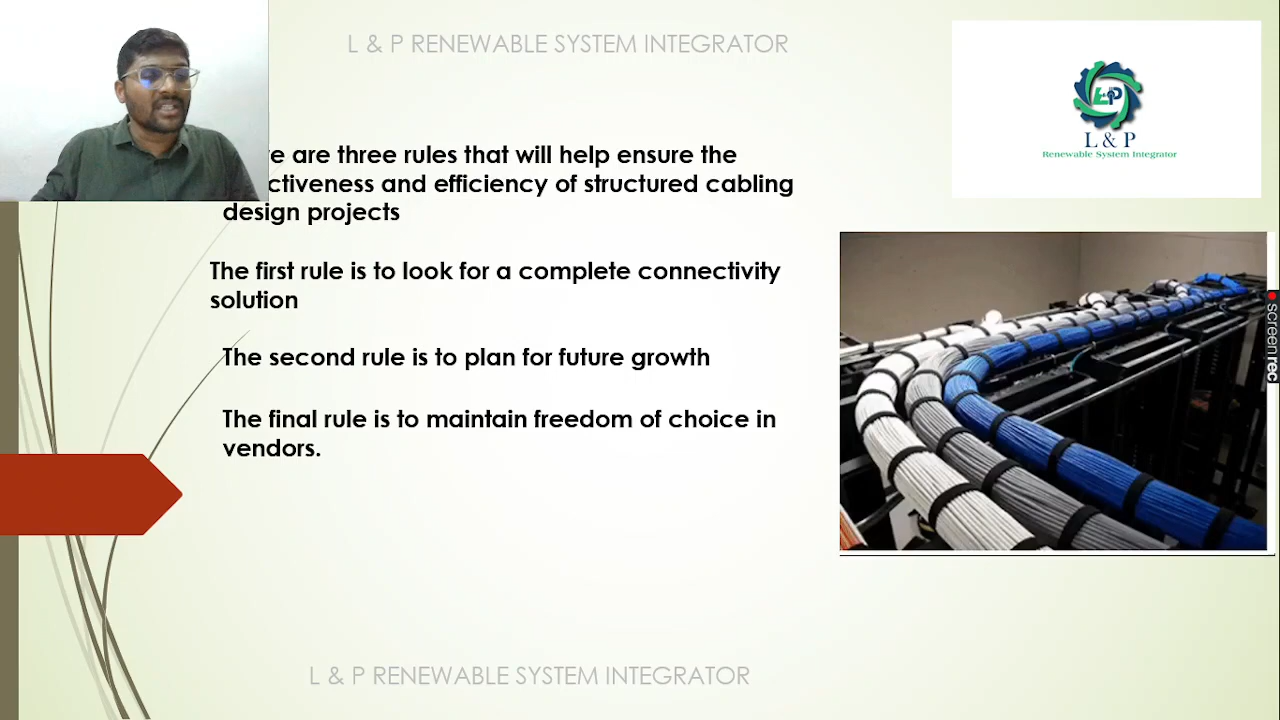 L & P RENEWABLE SYSTEM INTEGRATOR
L&P
L & P
Renewable System Integrator
are three rules that will help ensure the
and efficiency of structured cabling
design projects
The first rule is to look for a complete connectivity
solution
The second rule is to plan for future growth
The final rule is to maintain freedom of choice in
vendors.
screenrec
L & P RENEWABLE SYSTEM INTEGRATOR